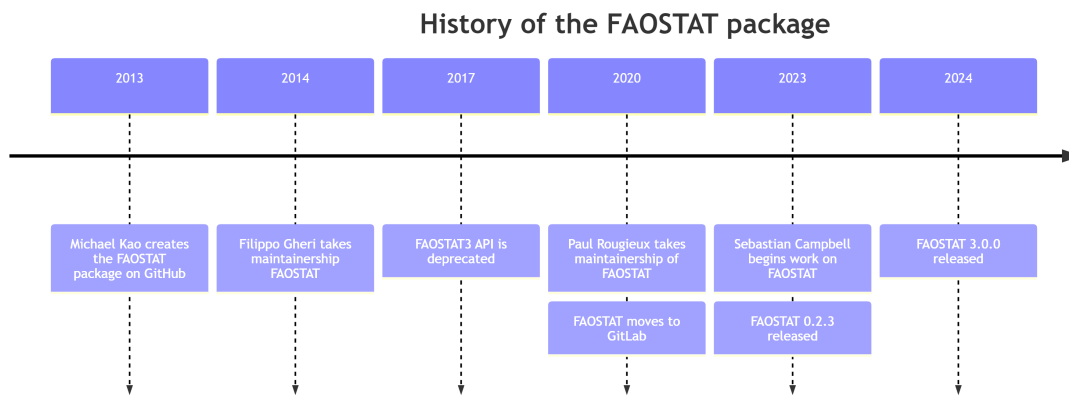 History of the FAOSTAT package
2013
2014
2017
2020
2023
2024
Michael Kao creates
the FAOSTAT
package on GitHub
Filippo Gheri takes
maintainership
FAOSTAT
FAOSTAT3 API is
deprecated
Paul Rougieux takes
maintainership of
FAOSTAT
FAOSTAT moves to
GitLab
Sebastian Campbell
begins work on
FAOSTAT
FAOSTAT 0.2.3
released
FAOSTAT 3.0.0
released